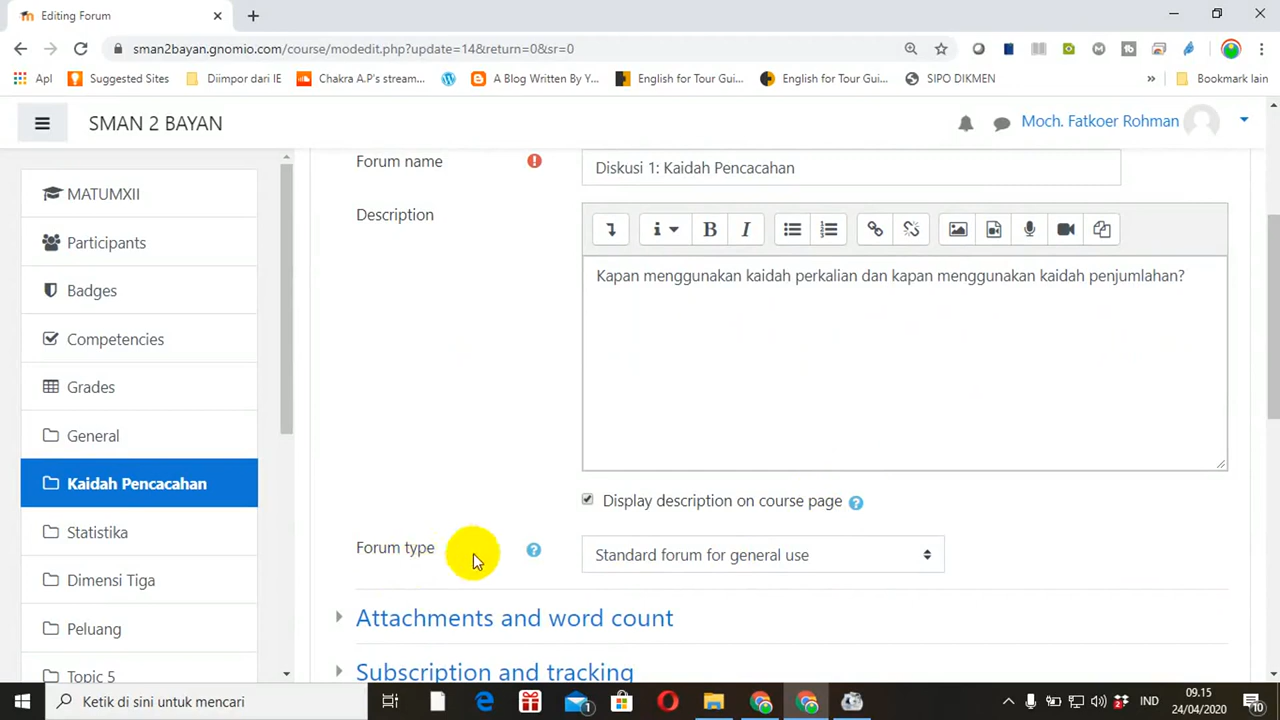 Editing Forum
sman2bayan.gnomio.com/course/modedit.php?update=14&return=0&sr=0
Apl
Suggested Sites
Diimpor dari IE
Chakra A.P's stream...
A Blog Written By Y...
English for Tour Gui...
English for Tour Gui...
SIPO DIKMEN
»
Bookmark lain
SMAN 2 BAYAN
Moch. Fatkoer Rohman
MATUMXII
Participants
Badges
Competencies
Grades
General
Kaidah Pencacahan
Statistika
Dimensi Tiga
Peluang
Topic 5
Forum name
Diskusi 1: Kaidah Pencacahan
Description
B I
Kapan menggunakan kaidah perkalian dan kapan menggunakan kaidah penjumlahan?
Display description on course page
Forum type
Standard forum for general use
Attachments and word count
Subscription and tracking
Ketik di sini untuk mencari
1
IND
09.15
24/04/2020
10